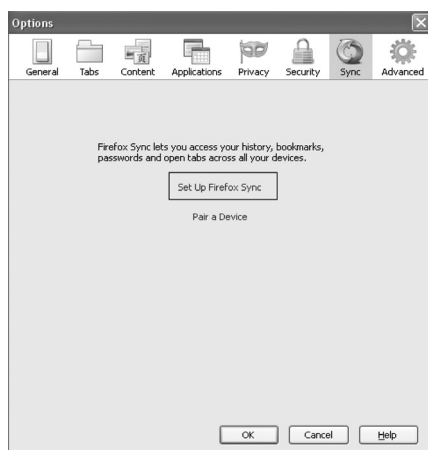 Options
General Tabs Content Applications Privacy Security Sync Advanced
Firefox Sync lets you access your history, bookmarks,
passwords and open tabs across all your devices.
Set Up Firefox Sync
Pair a Device
OK Cancel Help